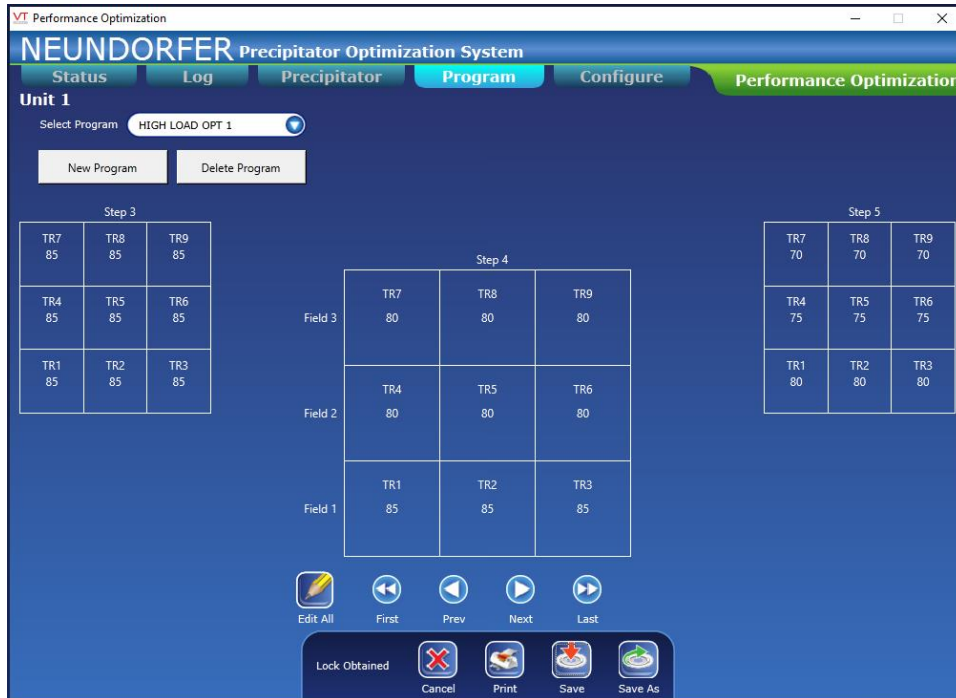 VT Performance Optimization
NEUNDORFER Precipitator Optimization System
Status Log Precipitator Program Configure Performance Optimization
Unit 1
Select Program HIGH LOAD OPT 1
New Program Delete Program
Step 3
TR7 TR8 TR9
85 85 85
TR4 TR5 TR6
85 85 85
TR1 TR2 TR3
85 85 85
Step 4
TR7 TR8 TR9
Field 3 80 80 80
TR4 TR5 TR6
Field 2 80 80 80
TR1 TR2 TR3
Field 1 85 85 85
Step 5
TR7 TR8 TR9
70 70 70
TR4 TR5 TR6
75 75 75
TR1 TR2 TR3
80 80 80
Edit All First Prev Next Last
Lock Obtained
Cancel Print Save Save As